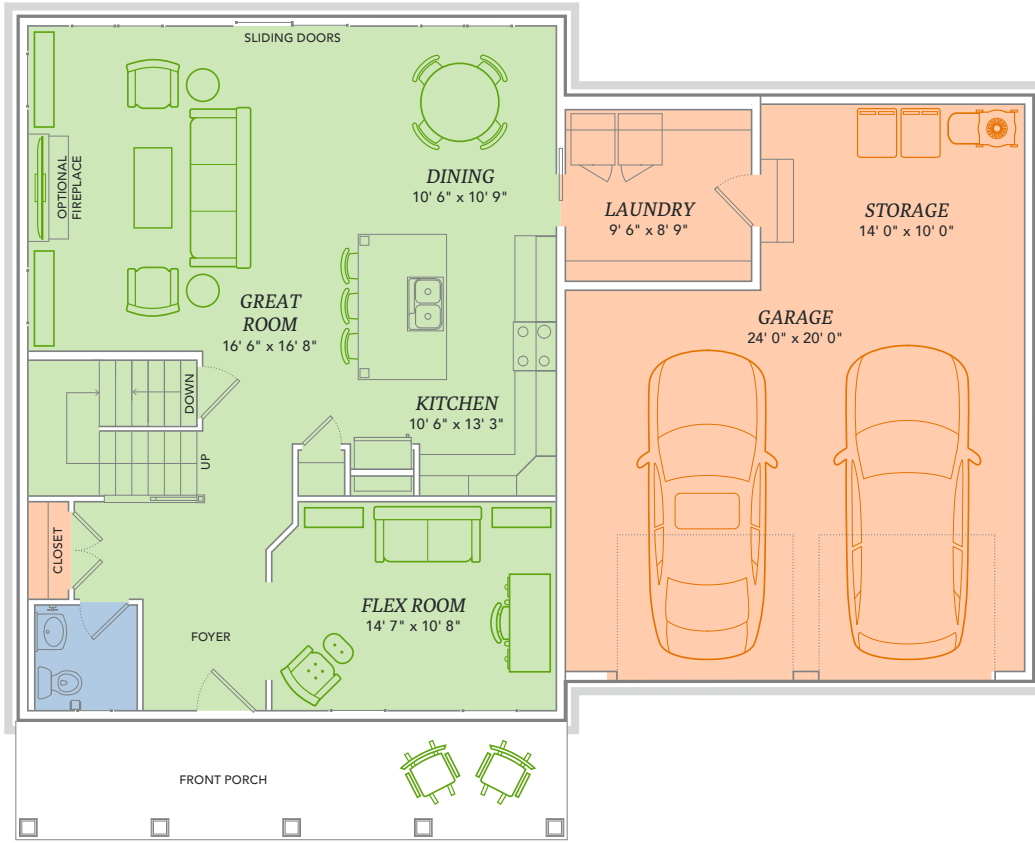 SLIDING DOORS
OPTIONAL
FIREPLACE
DINING
10' 6" x 10' 9"
LAUNDRY
9' 6" x 8' 9"
STORAGE
14' 0" x 10' 0"
GREAT
ROOM
16' 6" x 16' 8"
GARAGE
24' 0" x 20' 0"
DOWN
KITCHEN
10' 6" x 13' 3"
UP
CLOSET
FLEX ROOM
14' 7" x 10' 8"
FOYER
FRONT PORCH